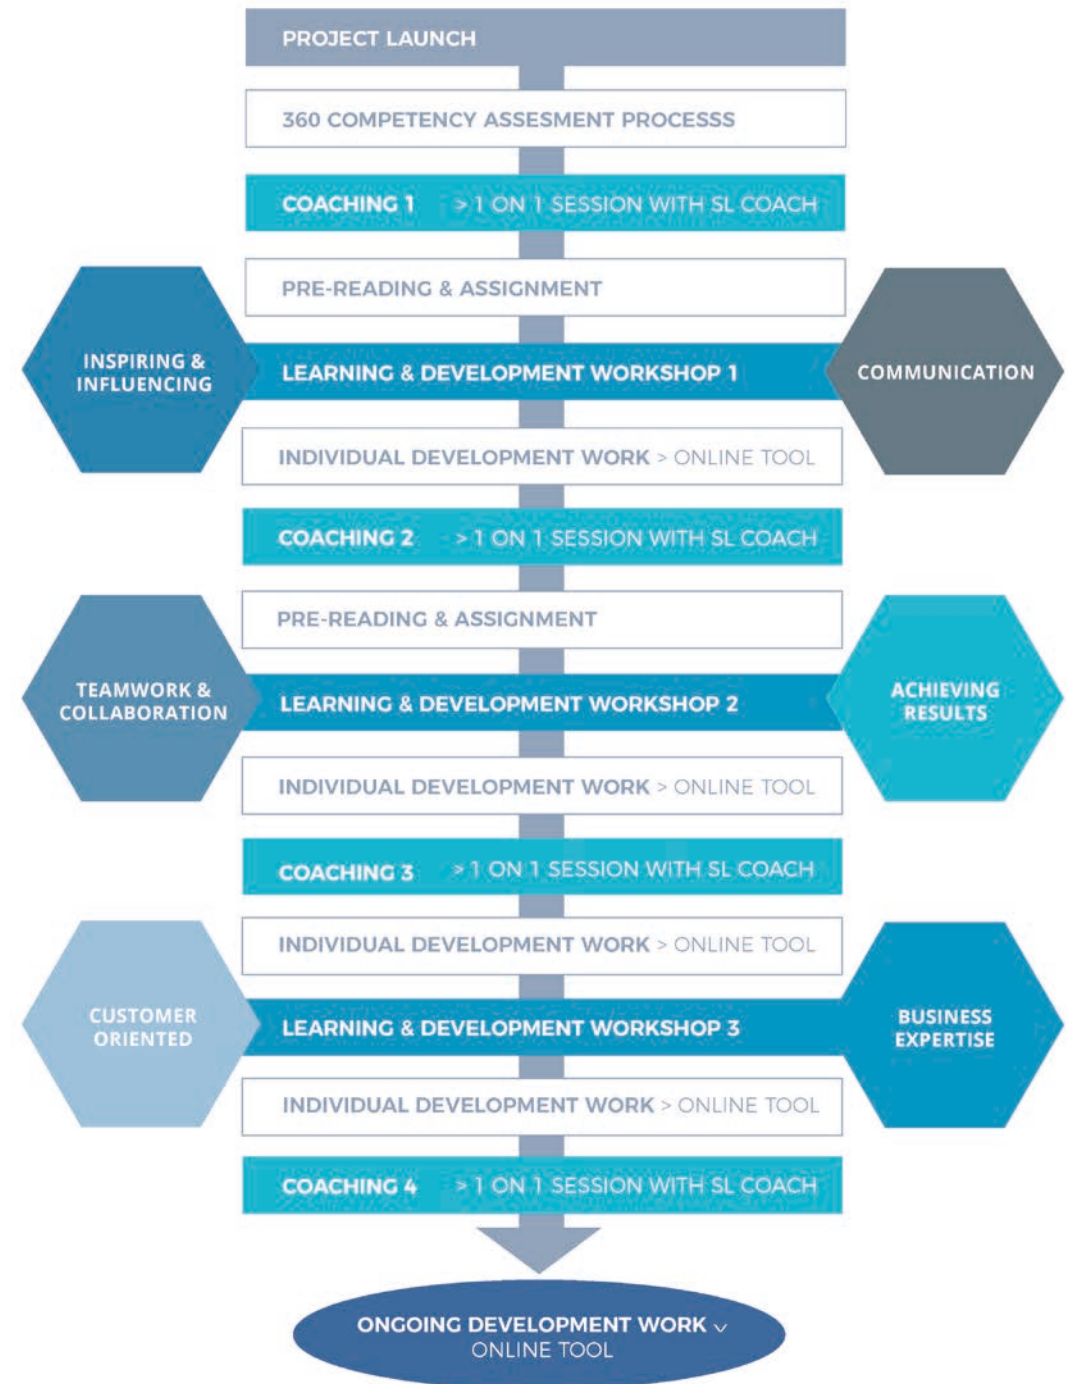 PROJECT LAUNCH
360 COMPETENCY ASSESMENT PROCESSS
COACHING 1 > 1 ON 1 SESSION WITH SL COACH
PRE-READING & ASSIGNMENT
INSPIRING &
INFLUENCING
LEARNING & DEVELOPMENT WORKSHOP 1
COMMUNICATION
INDIVIDUAL DEVELOPMENT WORK > ONLINE TOOL
COACHING 2 > 1 ON 1 SESSION WITH SL COACH
PRE-READING & ASSIGNMENT
TEAMWORK &
COLLABORATION
LEARNING & DEVELOPMENT WORKSHOP 2
ACHIEVING
RESULTS
INDIVIDUAL DEVELOPMENT WORK > ONLINE TOOL
COACHING 3 > 1 ON 1 SESSION WITH SL COACH
INDIVIDUAL DEVELOPMENT WORK > ONLINE TOOL
CUSTOMER
ORIENTED
LEARNING & DEVELOPMENT WORKSHOP 3
BUSINESS
EXPERTISE
INDIVIDUAL DEVELOPMENT WORK > ONLINE TOOL
COACHING 4 > 1 ON 1 SESSION WITH SL COACH
ONGOING DEVELOPMENT WORK ⌄
ONLINE TOOL